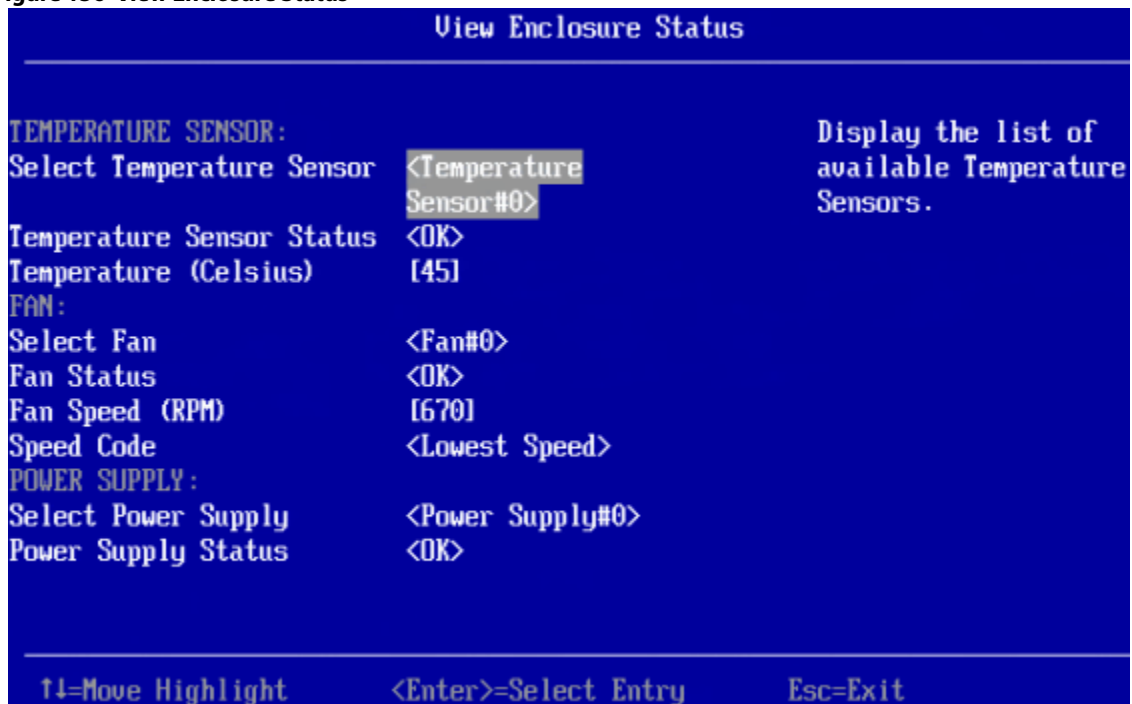 View Enclosure Status
TEMPERATURE SENSOR:
Select Temperature Sensor <Temperature Sensor#0>
Temperature Sensor Status <OK>
Temperature (Celsius) [45]
FAN:
Select Fan <Fan#0>
Fan Status <OK>
Fan Speed (RPM) [670]
Speed Code <Lowest Speed>
POWER SUPPLY:
Select Power Supply <Power Supply#0>
Power Supply Status <OK>
Display the list of
available Temperature
Sensors.
↑↓=Move Highlight <Enter>=Select Entry Esc=Exit